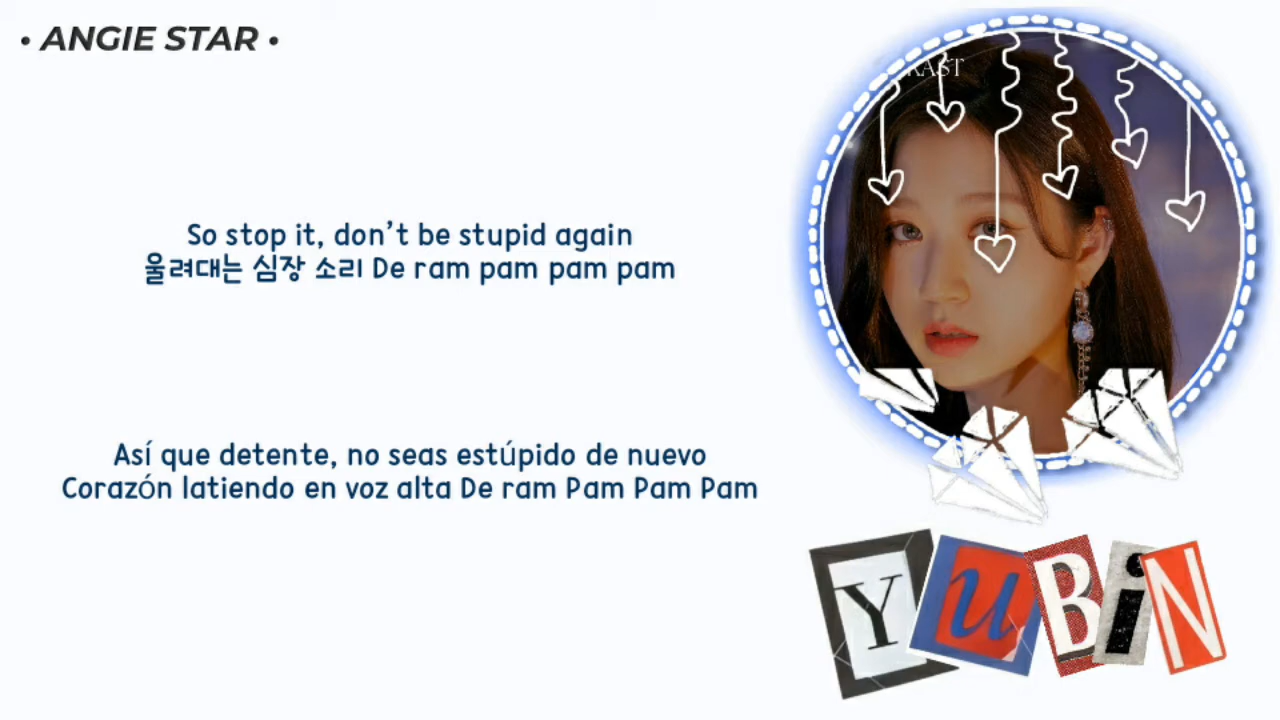 • ANGIE STAR •
So stop it, don't be stupid again
울려대는 심장 소리 De ram pam pam pam
Así que detente, no seas estúpido de nuevo
Corazón latiendo en voz alta De ram Pam Pam Pam
YUBiN